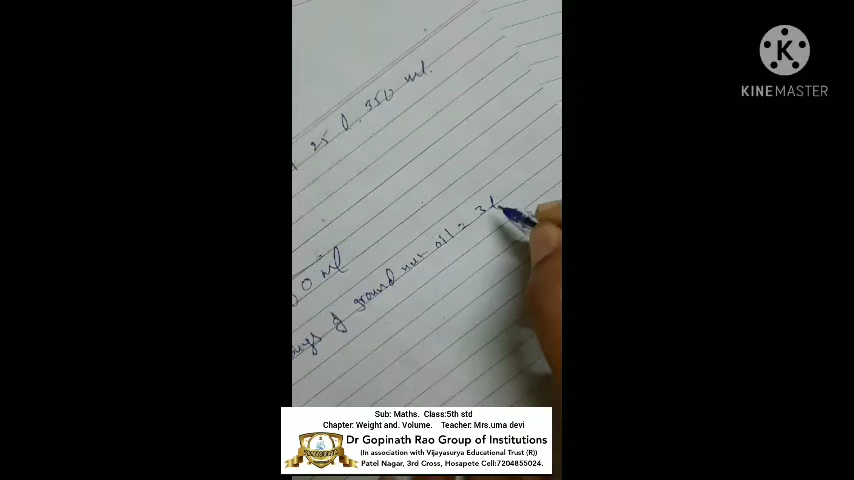 25 l, 350 ml.
50 ml
of ground nut oil = 3 l
KINEMASTER
Sub: Maths. Class:5th std
Chapter: Weight and. Volume. Teacher: Mrs.uma devi
Dr Gopinath Rao Group of Institutions
(In association with Vijayasurya Educational Trust (R))
Patel Nagar, 3rd Cross, Hosapete Cell:7204855024.